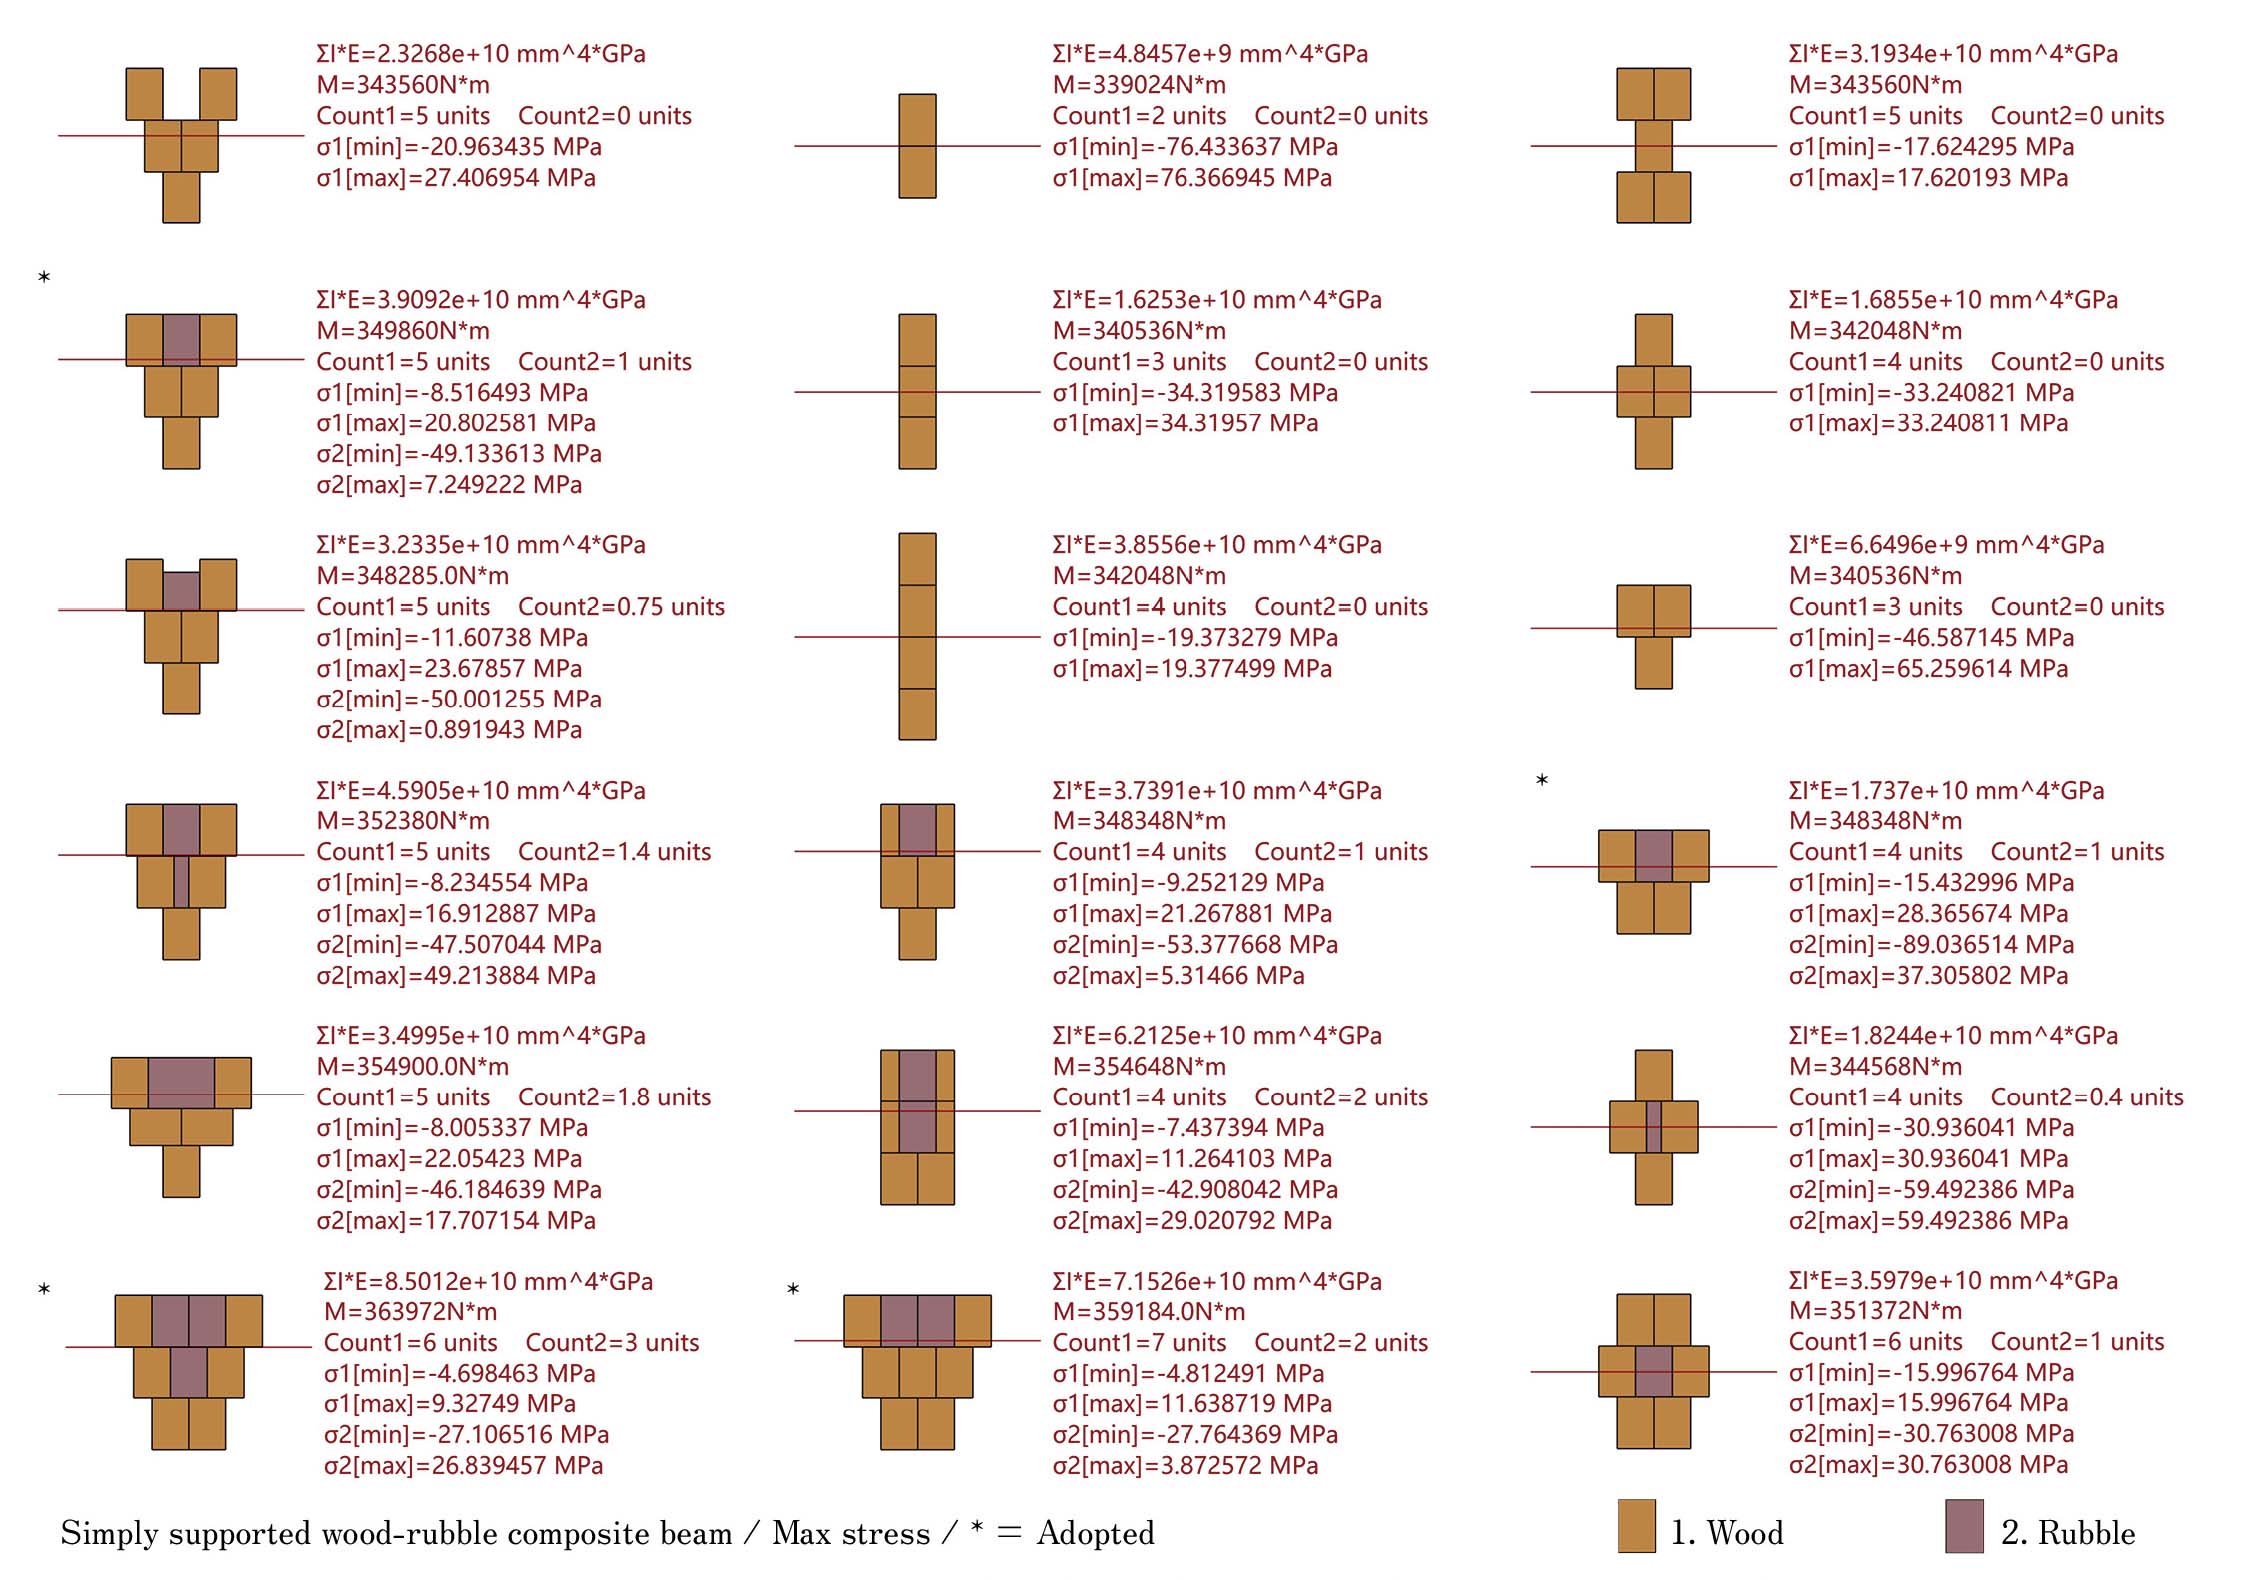 ΣI*E=2.3268e+10 mm^4*GPa
M=343560N*m
Count1=5 units Count2=0 units
σ1[min]=-20.963435 MPa
σ1[max]=27.406954 MPa
ΣI*E=4.8457e+9 mm^4*GPa
M=339024N*m
Count1=2 units Count2=0 units
σ1[min]=-76.433637 MPa
σ1[max]=76.366945 MPa
ΣI*E=3.1934e+10 mm^4*GPa
M=343560N*m
Count1=5 units Count2=0 units
σ1[min]=-17.624295 MPa
σ1[max]=17.620193 MPa
*
ΣI*E=3.9092e+10 mm^4*GPa
M=349860N*m
Count1=5 units Count2=1 units
σ1[min]=-8.516493 MPa
σ1[max]=20.802581 MPa
σ2[min]=-49.133613 MPa
σ2[max]=7.249222 MPa
ΣI*E=1.6253e+10 mm^4*GPa
M=340536N*m
Count1=3 units Count2=0 units
σ1[min]=-34.319583 MPa
σ1[max]=34.31957 MPa
ΣI*E=1.6855e+10 mm^4*GPa
M=342048N*m
Count1=4 units Count2=0 units
σ1[min]=-33.240821 MPa
σ1[max]=33.240811 MPa
ΣI*E=3.2335e+10 mm^4*GPa
M=348285.0N*m
Count1=5 units Count2=0.75 units
σ1[min]=-11.60738 MPa
σ1[max]=23.67857 MPa
σ2[min]=-50.001255 MPa
σ2[max]=0.891943 MPa
ΣI*E=3.8556e+10 mm^4*GPa
M=342048N*m
Count1=4 units Count2=0 units
σ1[min]=-19.373279 MPa
σ1[max]=19.377499 MPa
ΣI*E=6.6496e+9 mm^4*GPa
M=340536N*m
Count1=3 units Count2=0 units
σ1[min]=-46.587145 MPa
σ1[max]=65.259614 MPa
ΣI*E=4.5905e+10 mm^4*GPa
M=352380N*m
Count1=5 units Count2=1.4 units
σ1[min]=-8.234554 MPa
σ1[max]=16.912887 MPa
σ2[min]=-47.507044 MPa
σ2[max]=49.213884 MPa
ΣI*E=3.7391e+10 mm^4*GPa
M=348348N*m
Count1=4 units Count2=1 units
σ1[min]=-9.252129 MPa
σ1[max]=21.267881 MPa
σ2[min]=-53.377668 MPa
σ2[max]=5.31466 MPa
*
ΣI*E=1.737e+10 mm^4*GPa
M=348348N*m
Count1=4 units Count2=1 units
σ1[min]=-15.432996 MPa
σ1[max]=28.365674 MPa
σ2[min]=-89.036514 MPa
σ2[max]=37.305802 MPa
ΣI*E=3.4995e+10 mm^4*GPa
M=354900.0N*m
Count1=5 units Count2=1.8 units
σ1[min]=-8.005337 MPa
σ1[max]=22.05423 MPa
σ2[min]=-46.184639 MPa
σ2[max]=17.707154 MPa
ΣI*E=6.2125e+10 mm^4*GPa
M=354648N*m
Count1=4 units Count2=2 units
σ1[min]=-7.437394 MPa
σ1[max]=11.264103 MPa
σ2[min]=-42.908042 MPa
σ2[max]=29.020792 MPa
ΣI*E=1.8244e+10 mm^4*GPa
M=344568N*m
Count1=4 units Count2=0.4 units
σ1[min]=-30.936041 MPa
σ1[max]=30.936041 MPa
σ2[min]=-59.492386 MPa
σ2[max]=59.492386 MPa
*
ΣI*E=8.5012e+10 mm^4*GPa
M=363972N*m
Count1=6 units Count2=3 units
σ1[min]=-4.698463 MPa
σ1[max]=9.32749 MPa
σ2[min]=-27.106516 MPa
σ2[max]=26.839457 MPa
*
ΣI*E=7.1526e+10 mm^4*GPa
M=359184.0N*m
Count1=7 units Count2=2 units
σ1[min]=-4.812491 MPa
σ1[max]=11.638719 MPa
σ2[min]=-27.764369 MPa
σ2[max]=3.872572 MPa
ΣI*E=3.5979e+10 mm^4*GPa
M=351372N*m
Count1=6 units Count2=1 units
σ1[min]=-15.996764 MPa
σ1[max]=15.996764 MPa
σ2[min]=-30.763008 MPa
σ2[max]=30.763008 MPa
Simply supported wood-rubble composite beam / Max stress / * = Adopted
1. Wood
2. Rubble